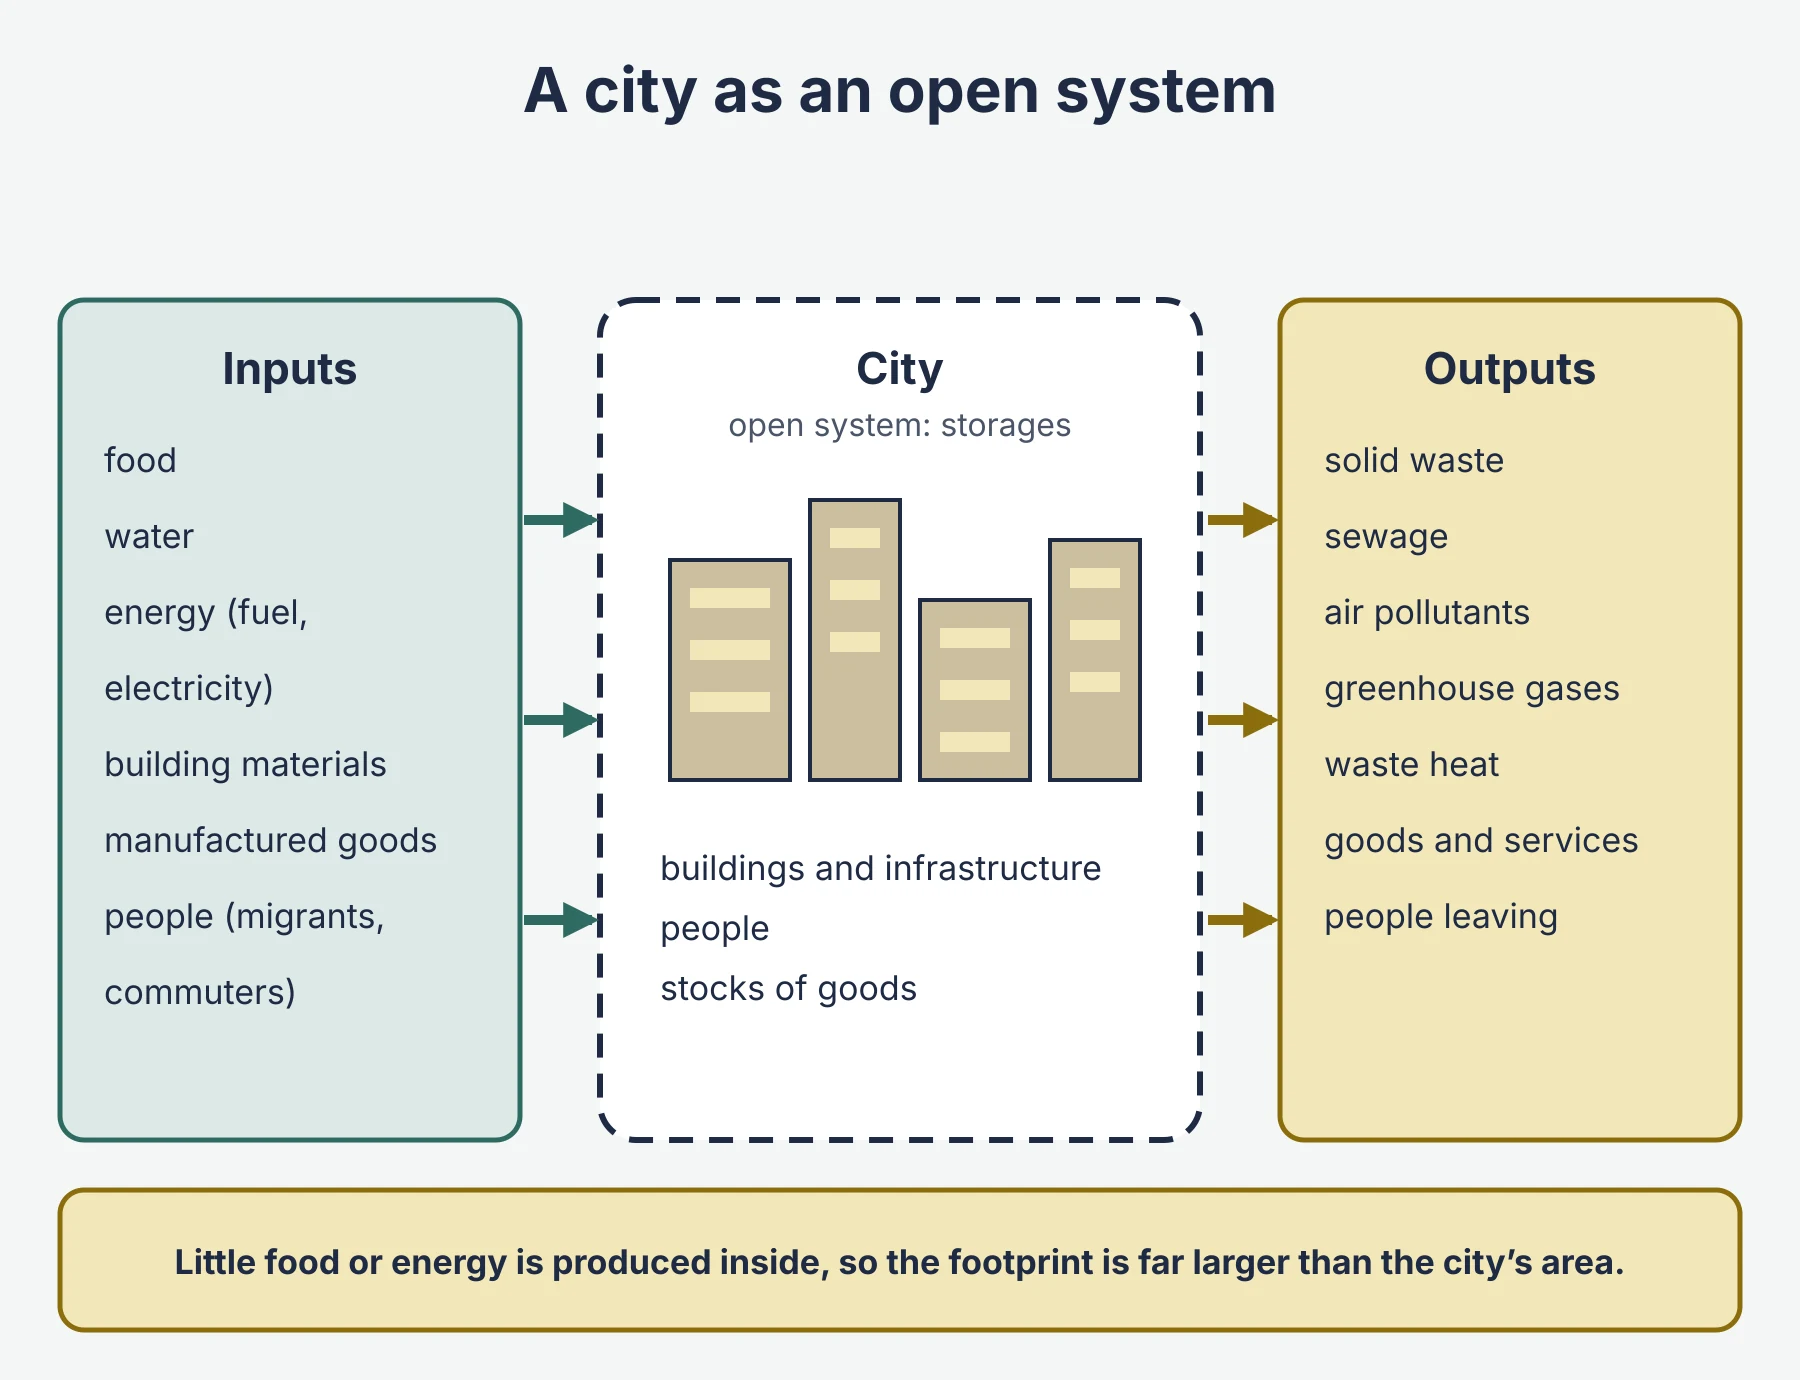 A city as an open system
Inputs
food
water
energy (fuel,
electricity)
building materials
manufactured goods
people (migrants,
commuters)
City
open system: storages
buildings and infrastructure
people
stocks of goods
Outputs
solid waste
sewage
air pollutants
greenhouse gases
waste heat
goods and services
people leaving
Little food or energy is produced inside, so the footprint is far larger than the city’s area.